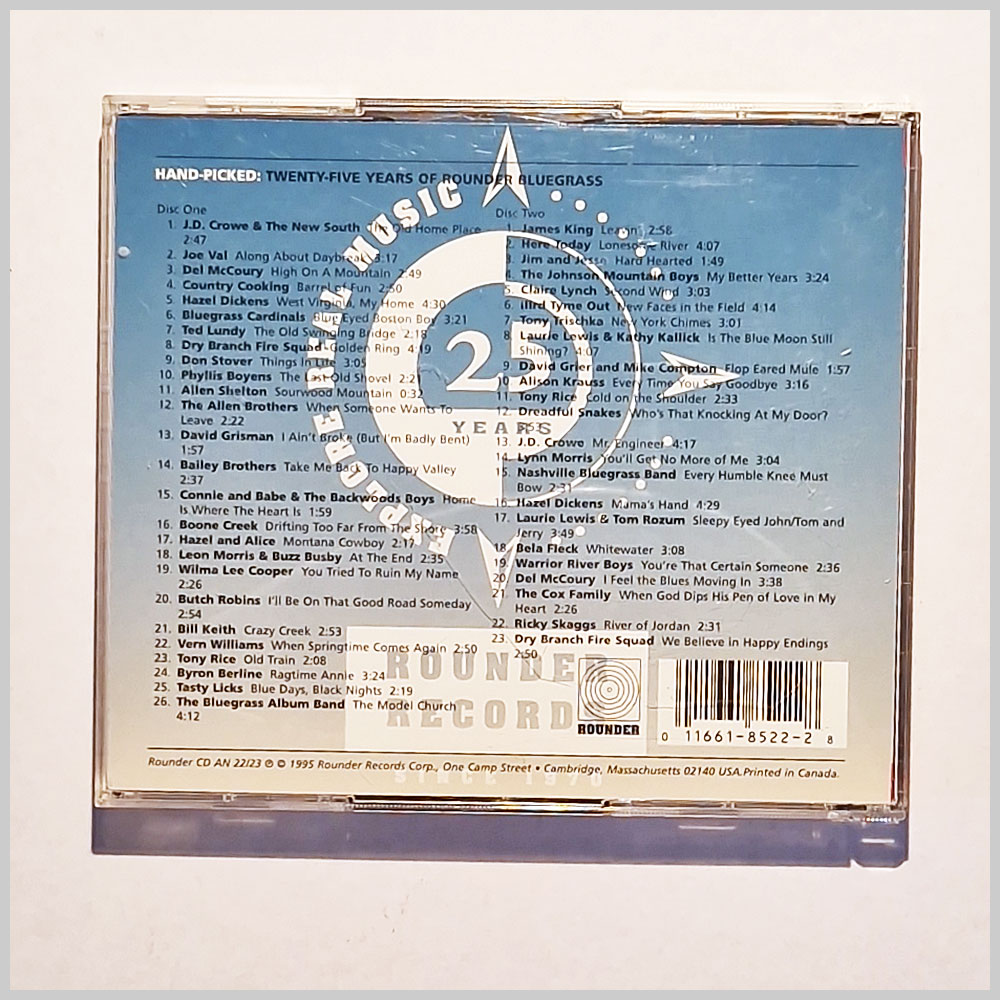 HAND-PICKED: TWENTY-FIVE YEARS OF ROUNDER BLUEGRASS
Disc One
1. J.D. Crowe & The New South The Old Home Place
2:47
2. Joe Val Along About Daybreak 3:17
3. Del McCoury High On A Mountain 2:49
4. Country Cooking Barrel of Fun 2:50
5. Hazel Dickens West Virginia, My Home 4:30
6. Bluegrass Cardinals Blue Eyed Boston Boy 3:21
7. Ted Lundy The Old Swinging Bridge 2:18
8. Dry Branch Fire Squad Golden Ring 4:19
9. Don Stover Things in Life 3:05
10. Phyllis Boyens The Last Old Shovel 2:21
11. Allen Shelton Sourwood Mountain 0:32
12. The Allen Brothers When Someone Wants To
Leave 2:22
13. David Grisman I Ain't Broke (But I'm Badly Bent)
1:57
14. Bailey Brothers Take Me Back To Happy Valley
2:37
15. Connie and Babe & The Backwoods Boys Home
Is Where The Heart Is 1:59
16. Boone Creek Drifting Too Far From The Shore 3:58
17. Hazel and Alice Montana Cowboy 2:17
18. Leon Morris & Buzz Busby At The End 2:35
19. Wilma Lee Cooper You Tried To Ruin My Name
2:26
20. Butch Robins I'll Be On That Good Road Someday
2:54
21. Bill Keith Crazy Creek 2:53
22. Vern Williams When Springtime Comes Again 2:50
23. Tony Rice Old Train 2:08
24. Byron Berline Ragtime Annie 3:24
25. Tasty Licks Blue Days, Black Nights 2:19
26. The Bluegrass Album Band The Model Church
4:12
Disc Two
1. James King Leavin' 2:58
2. Here Today Lonesome River 4:07
3. Jim and Jesse Hard Hearted 1:49
4. The Johnson Mountain Boys My Better Years 3:24
5. Claire Lynch Second Wind 3:03
6. IIIrd Tyme Out New Faces in the Field 4:14
7. Tony Trischka New York Chimes 3:01
8. Laurie Lewis & Kathy Kallick Is The Blue Moon Still
Shining? 4:07
9. David Grier and Mike Compton Flop Eared Mule 1:57
10. Alison Krauss Every Time You Say Goodbye 3:16
11. Tony Rice Cold on the Shoulder 2:33
12. Dreadful Snakes Who's That Knocking At My Door?
13. J.D. Crowe Mr. Engineer 4:17
14. Lynn Morris You'll Get No More of Me 3:04
15. Nashville Bluegrass Band Every Humble Knee Must
Bow 2:31
16. Hazel Dickens Mama's Hand 4:29
17. Laurie Lewis & Tom Rozum Sleepy Eyed John/Tom and
Jerry 3:49
18. Bela Fleck Whitewater 3:08
19. Warrior River Boys You're That Certain Someone 2:36
20. Del McCoury I Feel the Blues Moving In 3:38
21. The Cox Family When God Dips His Pen of Love in My
Heart 2:26
22. Ricky Skaggs River of Jordan 2:31
23. Dry Branch Fire Squad We Believe in Happy Endings
2:50
EXPLORE REAL MUSIC
25
YEARS
ROUNDER
RECORDS
SINCE 1970
ROUNDER
0 11661-8522-2 8
Rounder CD AN 22/23 ℗ © 1995 Rounder Records Corp., One Camp Street • Cambridge, Massachusetts 02140 USA. Printed in Canada.